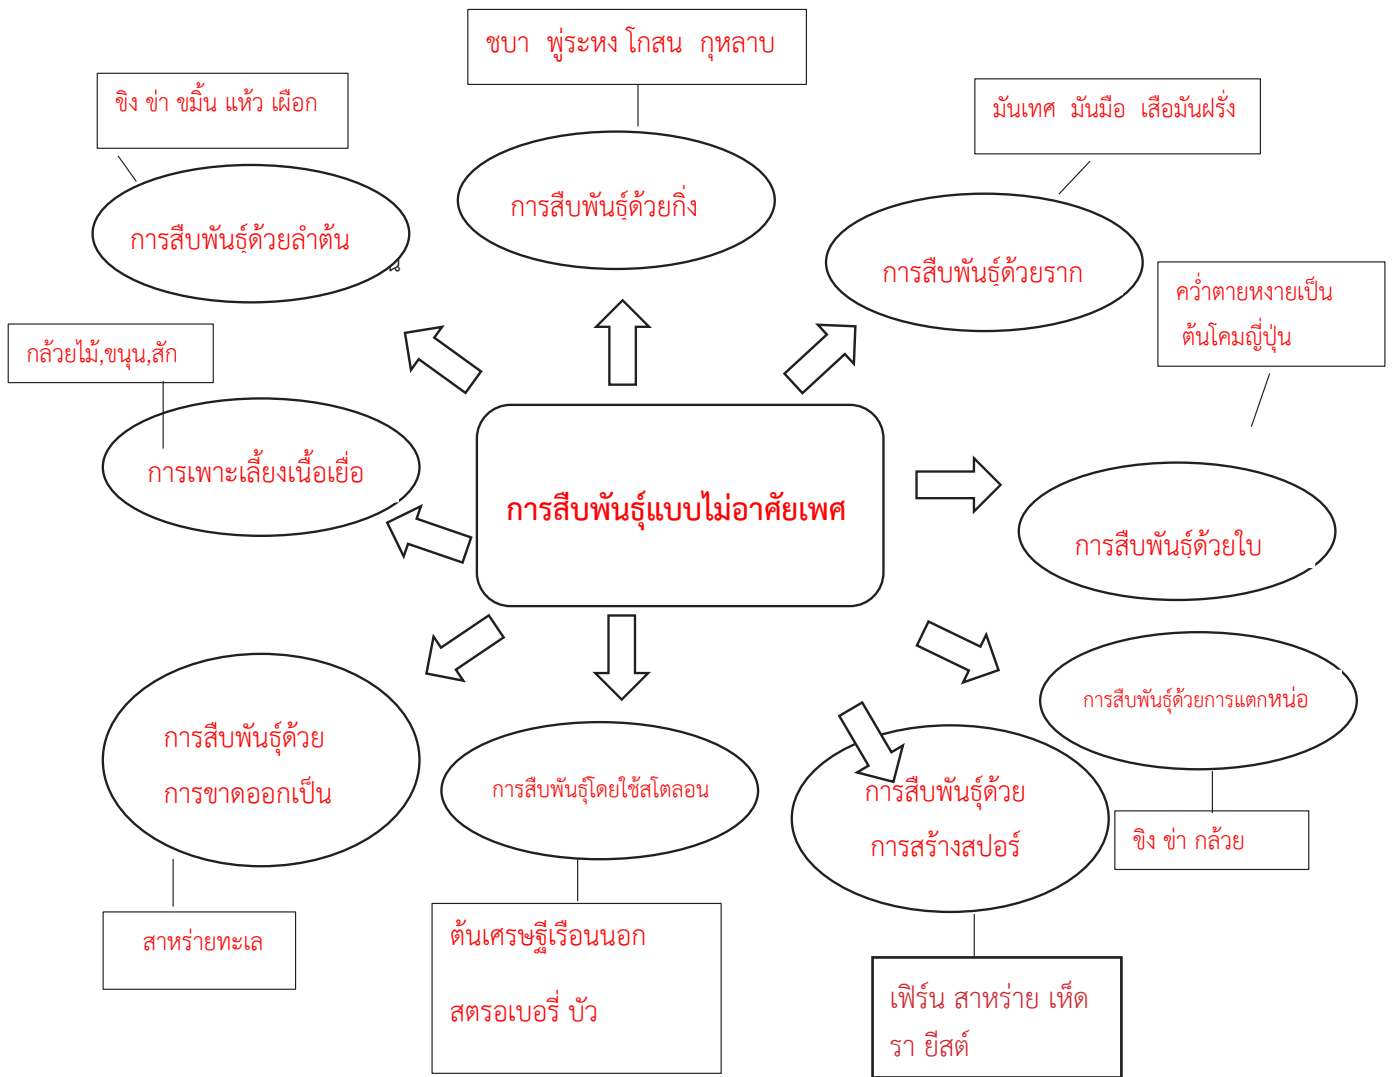 ชบา พู่ระหง โกสน กุหลาบ
ขิง ข่า ขมิ้น แห้ว เผือก
มันเทศ มันมือ เสือมันฝรั่ง
การสืบพันธุ์ด้วยกิ่ง
การสืบพันธุ์ด้วยลำต้น
การสืบพันธุ์ด้วยราก
คว่ำตายหงายเป็น
ต้นโคมญี่ปุ่น
กล้วยไม้,ขนุน,สัก
การเพาะเลี้ยงเนื้อเยื่อ
การสืบพันธุ์แบบไม่อาศัยเพศ
การสืบพันธุ์ด้วยใบ
การสืบพันธุ์ด้วยการแตกหน่อ
การสืบพันธุ์ด้วย
การขาดออกเป็น
การสืบพันธุ์โดยใช้สโตลอน
การสืบพันธุ์ด้วย
การสร้างสปอร์
ขิง ข่า กล้วย
สาหร่ายทะเล
ต้นเศรษฐีเรือนนอก
สตรอเบอรี่ บัว
เฟิร์น สาหร่าย เห็ด
รา ยีสต์